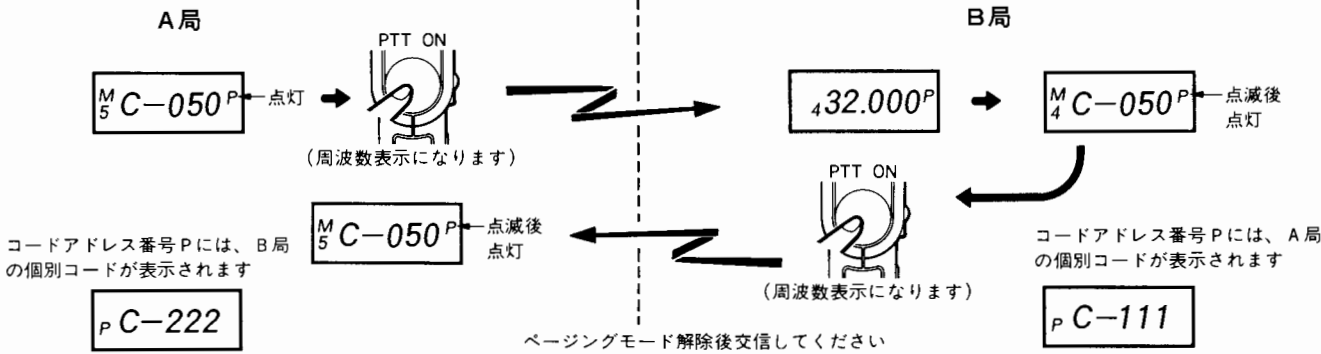 A局
B局
PTT ON
M5 C−050 P ←点灯
(周波数表示になります)
432.000 P
M4 C−050 P ←点滅後
点灯
PTT ON
M5 C−050 P ←点滅後
点灯
(周波数表示になります)
コードアドレス番号Pには、B局
の個別コードが表示されます
P C−222
コードアドレス番号Pには、A局
の個別コードが表示されます
P C−111
ページングモード解除後交信してください